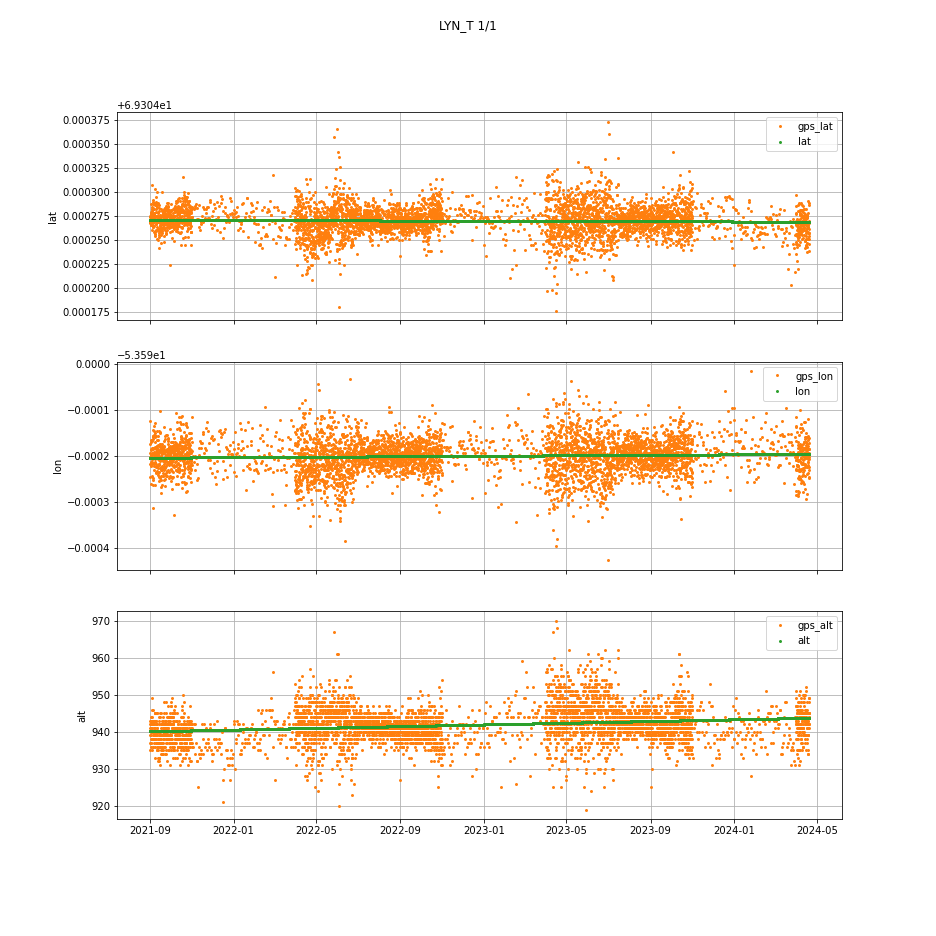 LYN_T 1/1
+6.9304e1
0.000375
0.000350
0.000325
0.000300
0.000275
0.000250
0.000225
0.000200
0.000175
lat
gps_lat
lat
−5.359e1
0.0000
−0.0001
−0.0002
−0.0003
−0.0004
lon
gps_lon
lon
970
960
950
940
930
920
alt
gps_alt
alt
2021-09 2022-01 2022-05 2022-09 2023-01 2023-05 2023-09 2024-01 2024-05